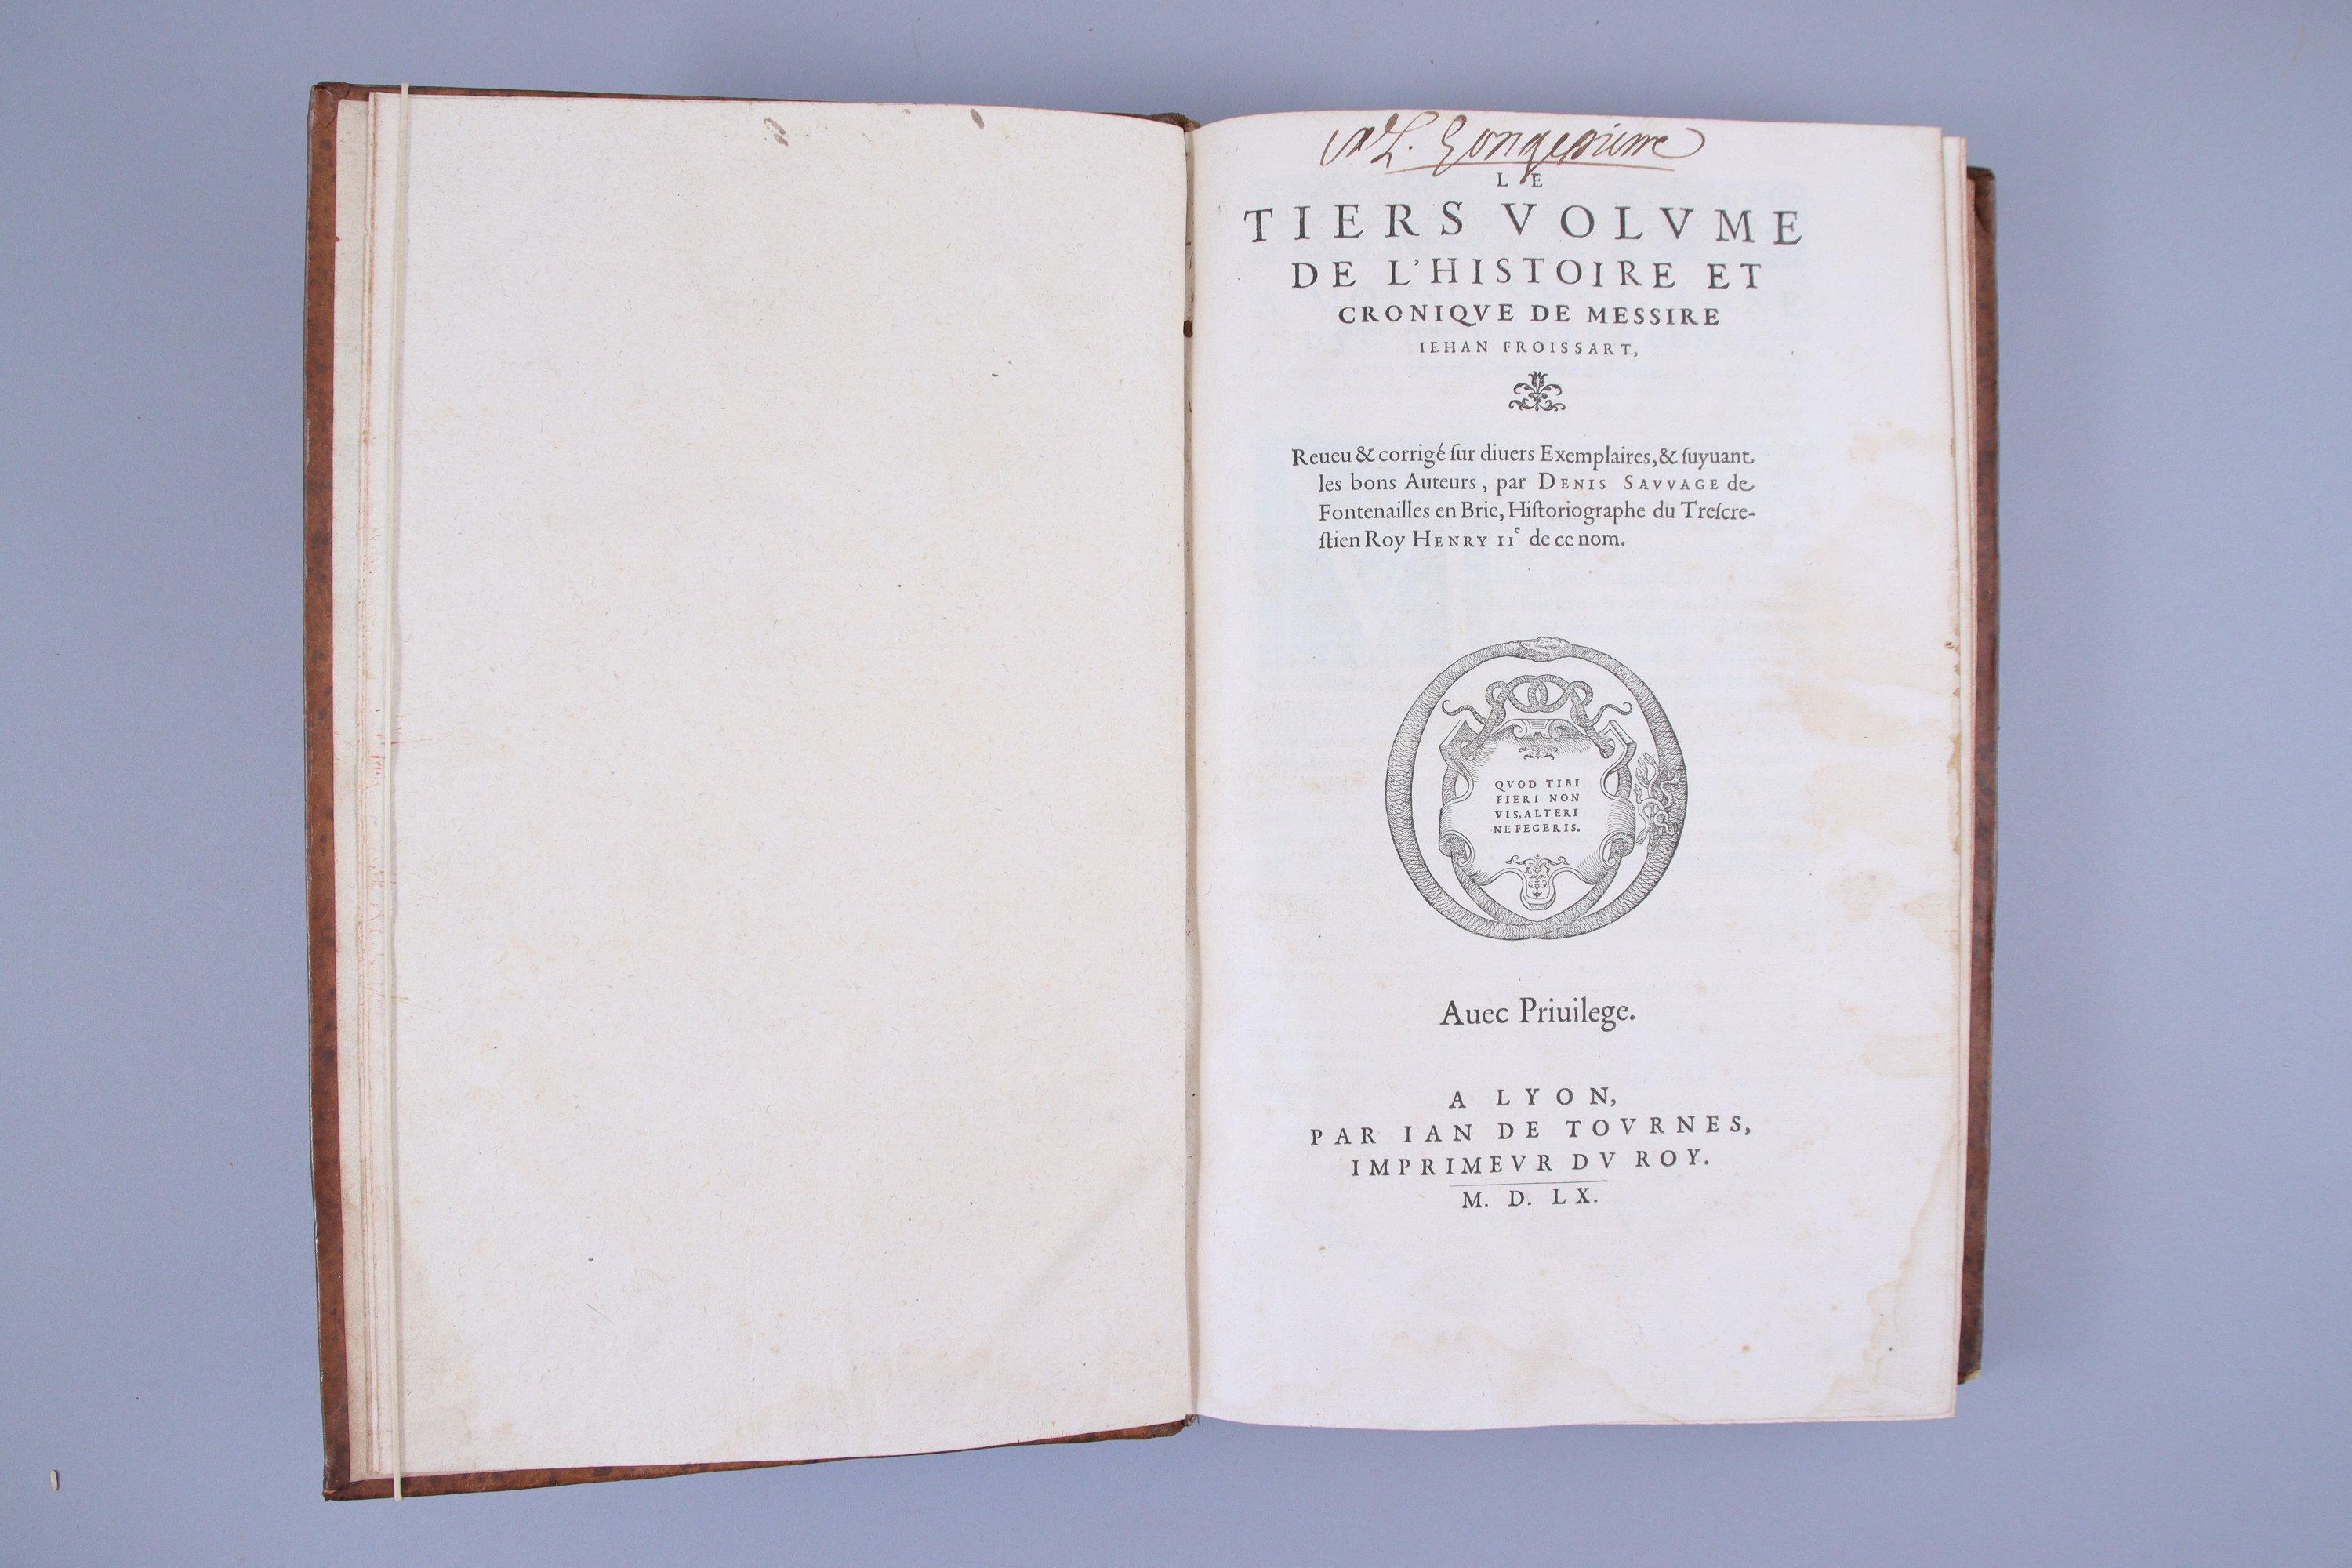 LE
TIERS VOLVME
DE L'HISTOIRE ET
CRONIQVE DE MESSIRE
IEHAN FROISSART,
Reueu & corrigé ſur diuers Exemplaires, & ſuyuant
les bons Auteurs, par DENIS SAVVAGE de
Fontenailles en Brie, Hiſtoriographe du Treſcre-
ſtien Roy HENRY IIᵉ de ce nom.
QVOD TIBI
FIERI NON
VIS, ALTERI
NE FECERIS.
Auec Priuilege.
A LYON,
PAR IAN DE TOVRNES,
IMPRIMEVR DV ROY.
M. D. LX.